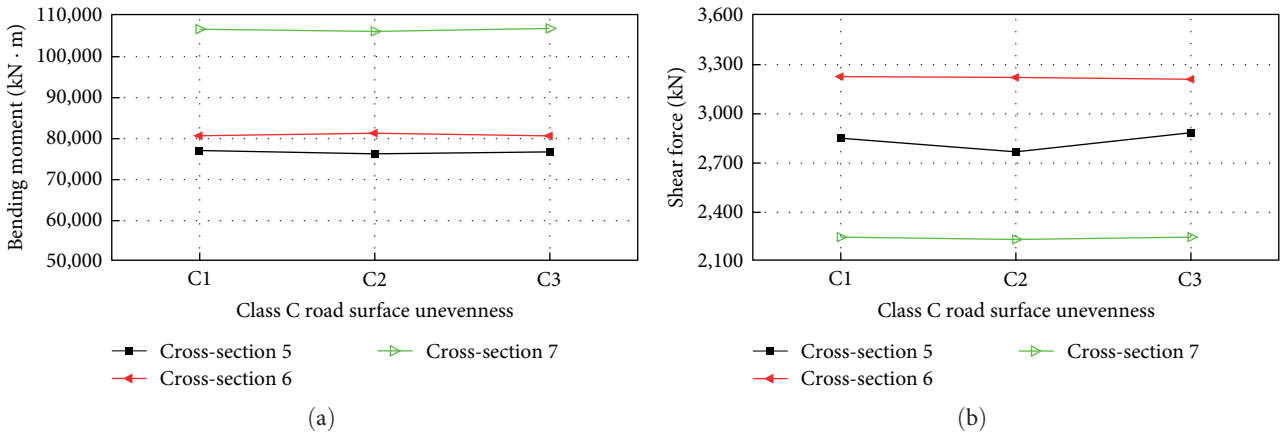 Bending moment (kN · m)
110,000
100,000
90,000
80,000
70,000
60,000
50,000
C1 C2 C3
Class C road surface unevenness
Cross-section 5 Cross-section 7
Cross-section 6
(a)
Shear force (kN)
3,600
3,300
3,000
2,700
2,400
2,100
C1 C2 C3
Class C road surface unevenness
Cross-section 5 Cross-section 7
Cross-section 6
(b)